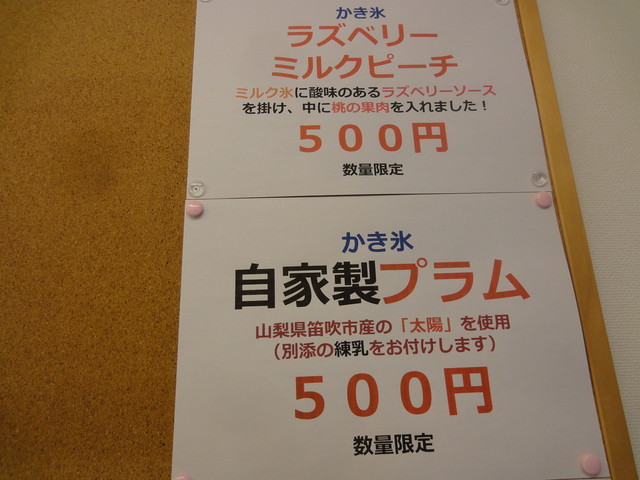 かき氷
ラズベリー
ミルクピーチ
ミルク氷に酸味のあるラズベリーソース
を掛け、中に桃の果肉を入れました！
５００円
数量限定
かき氷
自家製プラム
山梨県笛吹市産の「太陽」を使用
（別添の練乳をお付けします）
５００円
数量限定